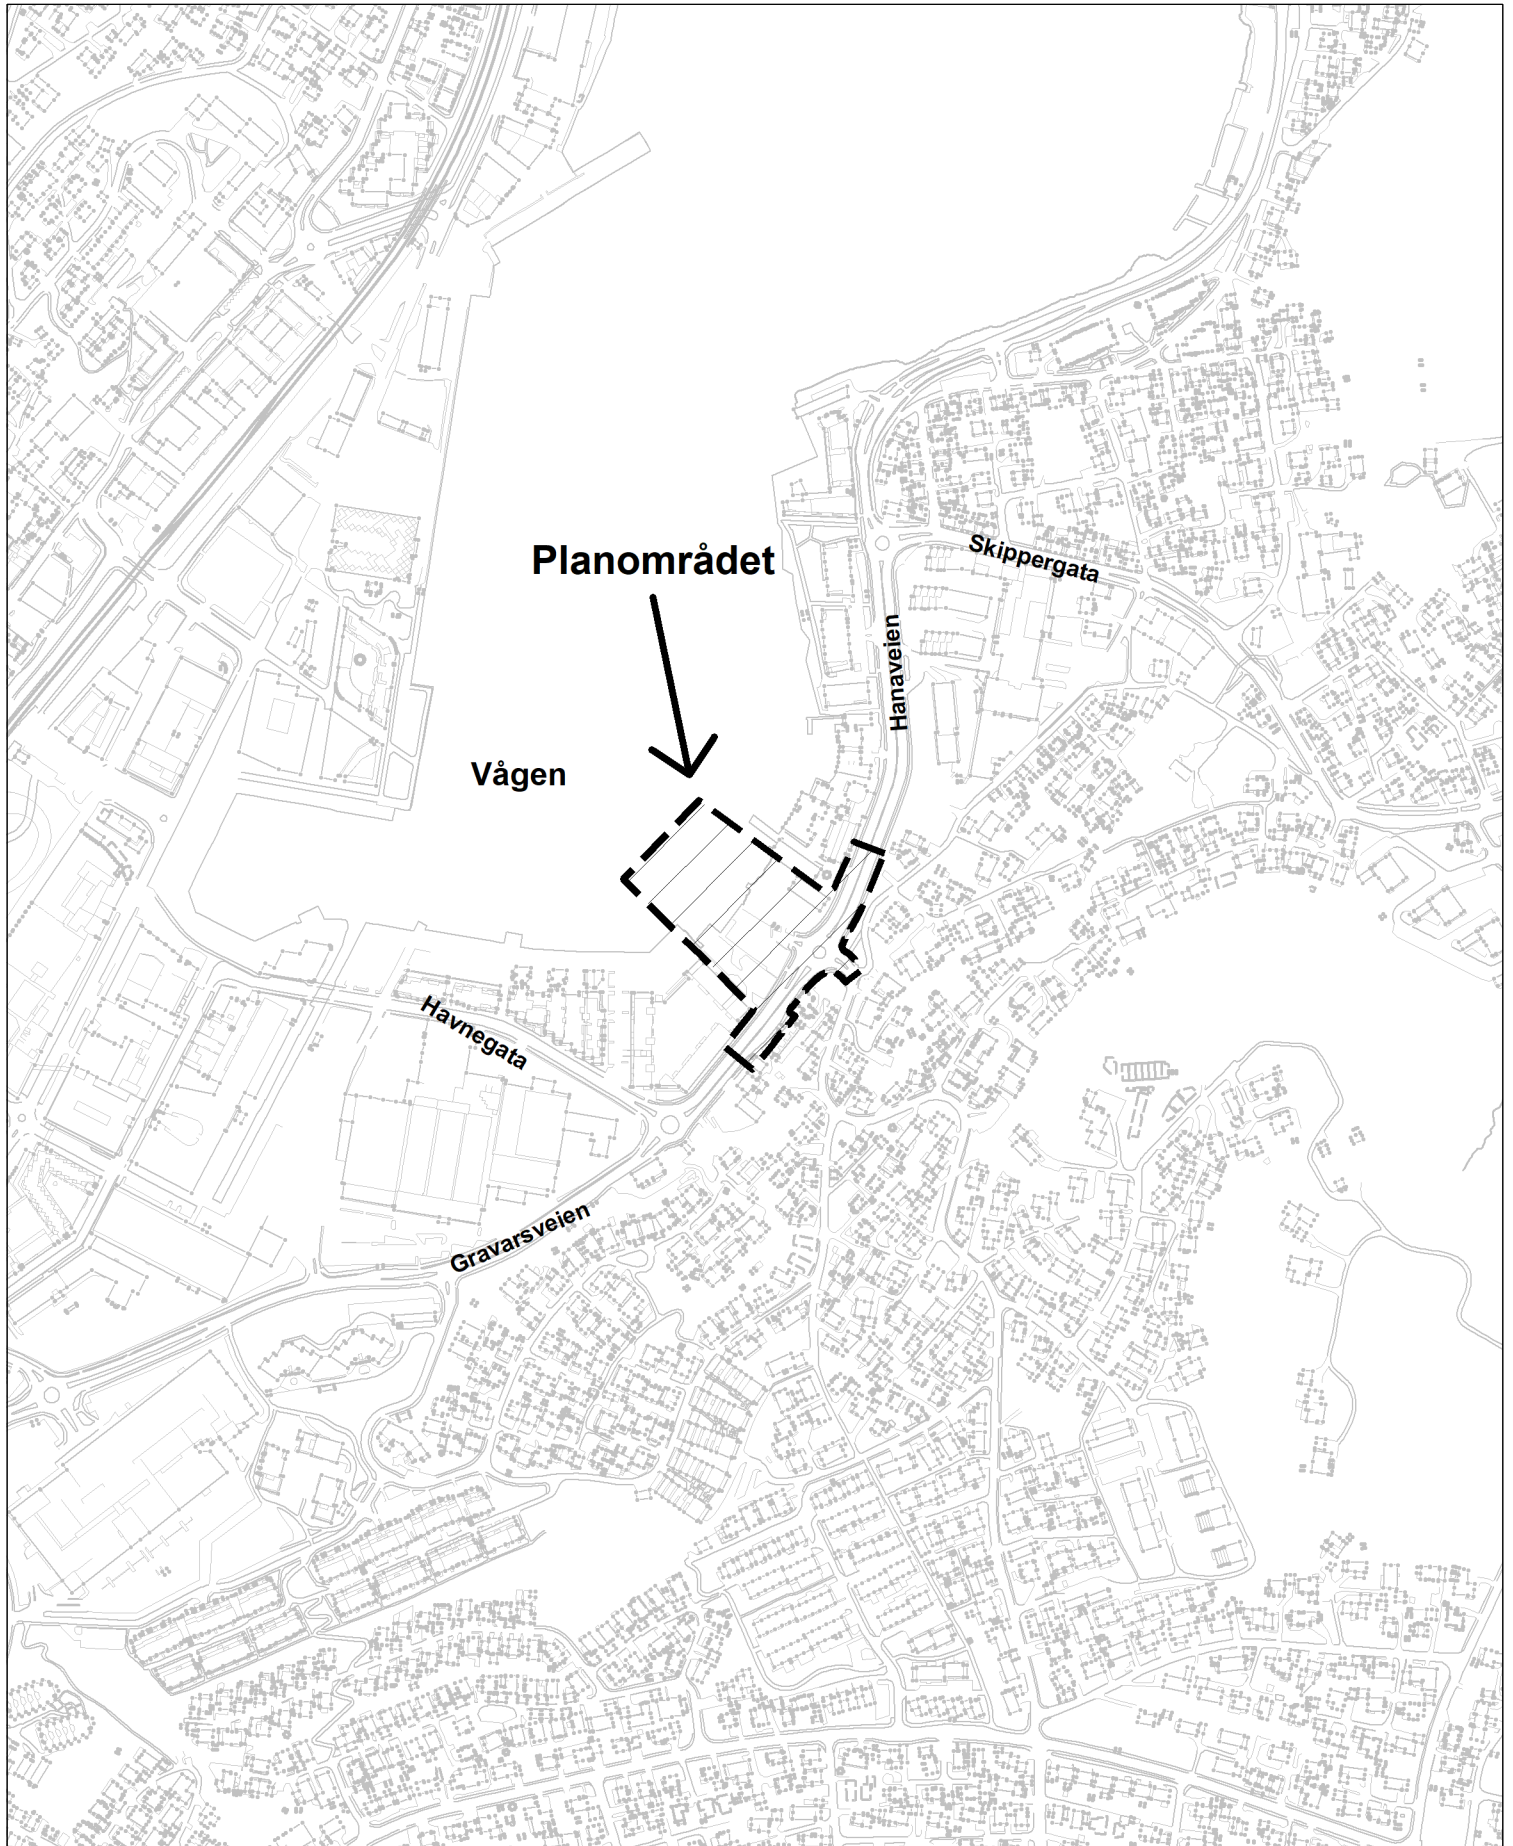 Planområdet
Skippergata
Hanaveien
Vågen
Havnegata
Gravarsveien